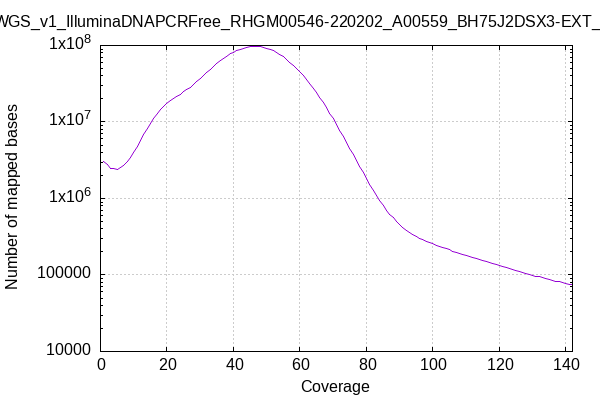 WGS_v1_IlluminaDNAPCRFree_RHGM00546-220202_A00559_BH75J2DSX3-EXT_
1x10^8
1x10^7
1x10^6
100000
10000
Number of mapped bases
0 20 40 60 80 100 120 140
Coverage